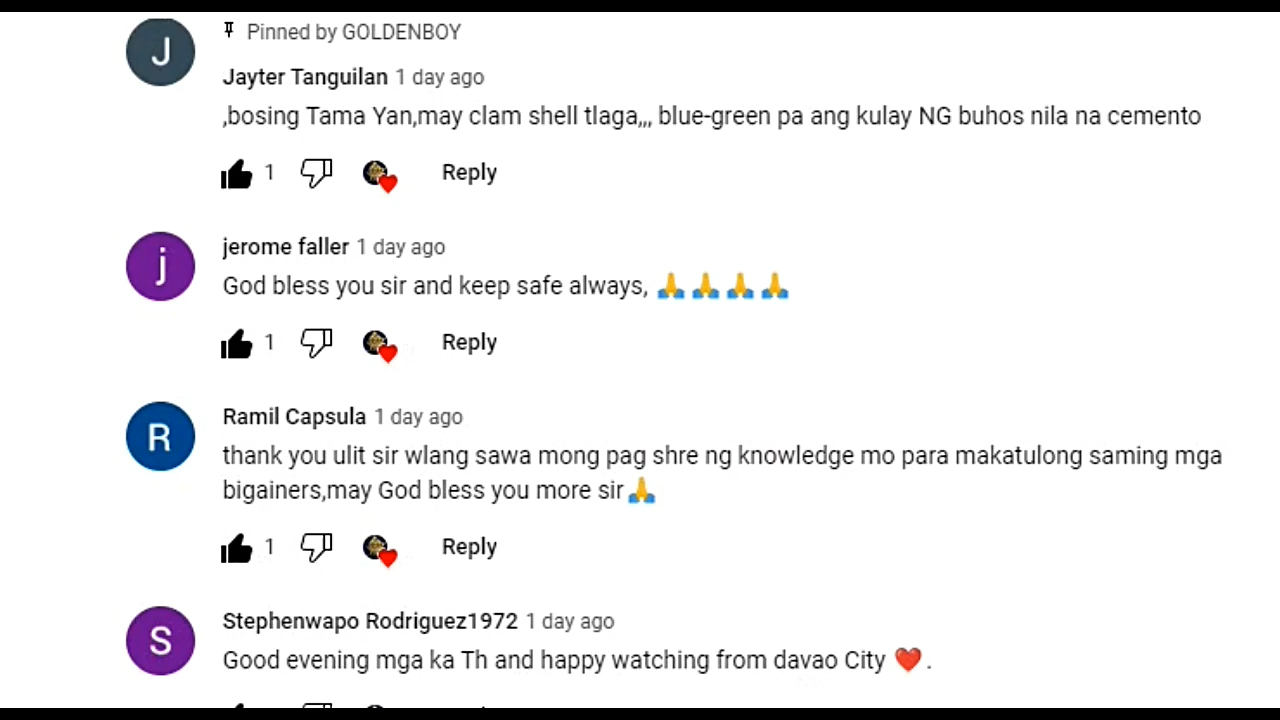 Pinned by GOLDENBOY
J
Jayter Tanguilan 1 day ago
,bosing Tama Yan,may clam shell tlaga,,, blue-green pa ang kulay NG buhos nila na cemento
1 Reply
j
jerome faller 1 day ago
God bless you sir and keep safe always, 🙏🙏🙏🙏
1 Reply
R
Ramil Capsula 1 day ago
thank you ulit sir wlang sawa mong pag shre ng knowledge mo para makatulong saming mga
bigainers,may God bless you more sir🙏
1 Reply
S
Stephenwapo Rodriguez1972 1 day ago
Good evening mga ka Th and happy watching from davao City ❤️.